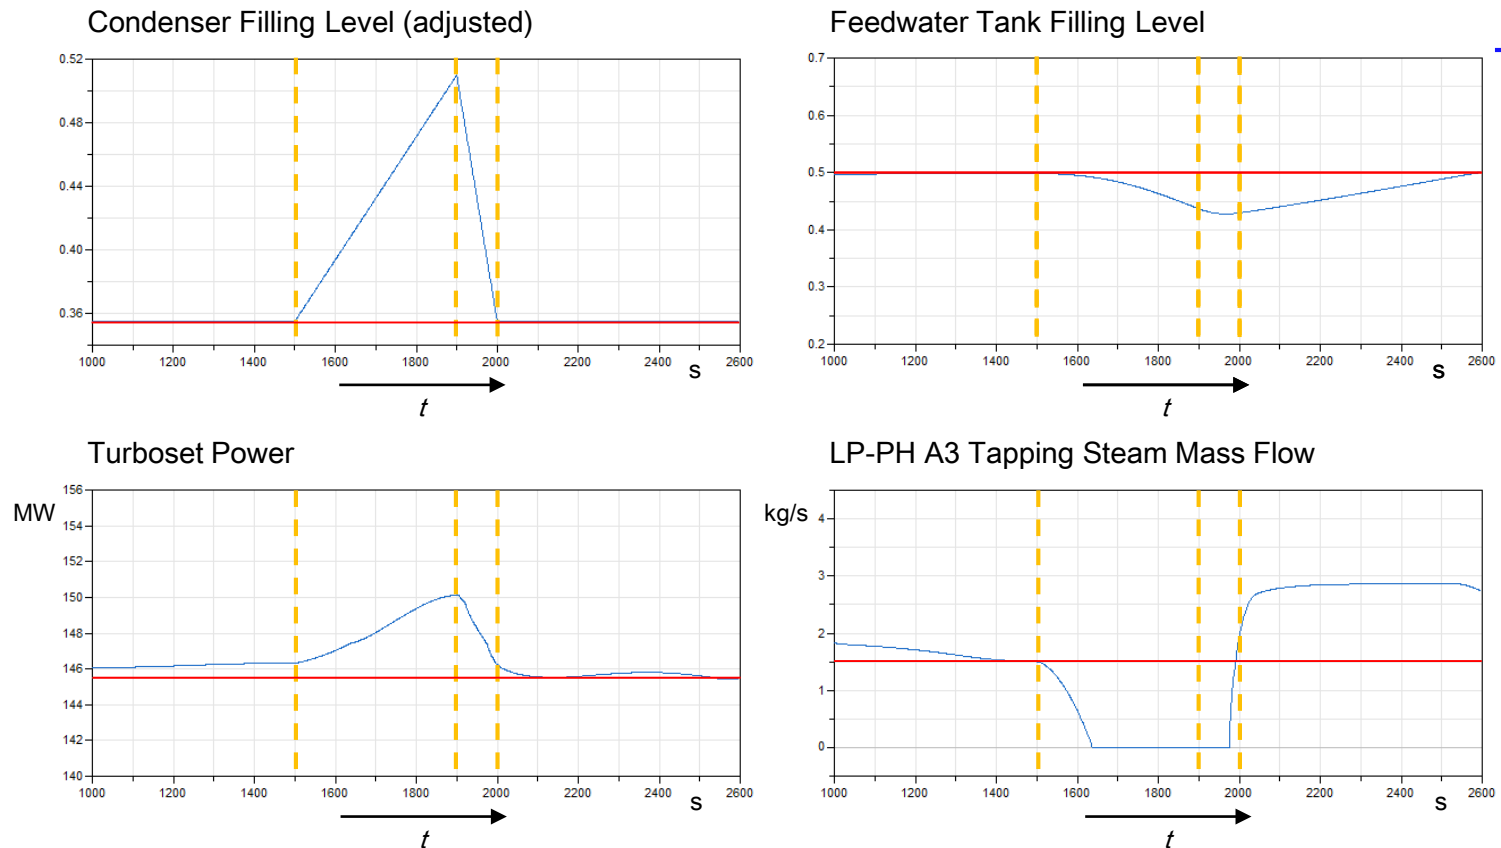 Condenser Filling Level (adjusted)
0.52
0.48
0.44
0.40
0.36
1000 1200 1400 1600 1800 2000 2200 2400 2600
s
t
Feedwater Tank Filling Level
0.7
0.6
0.5
0.4
0.3
0.2
1000 1200 1400 1600 1800 2000 2200 2400 2600
s
t
Turboset Power
MW
156
154
152
150
148
146
144
142
140
1000 1200 1400 1600 1800 2000 2200 2400 2600
s
t
LP-PH A3 Tapping Steam Mass Flow
kg/s
4
3
2
1
0
1000 1200 1400 1600 1800 2000 2200 2400 2600
s
t